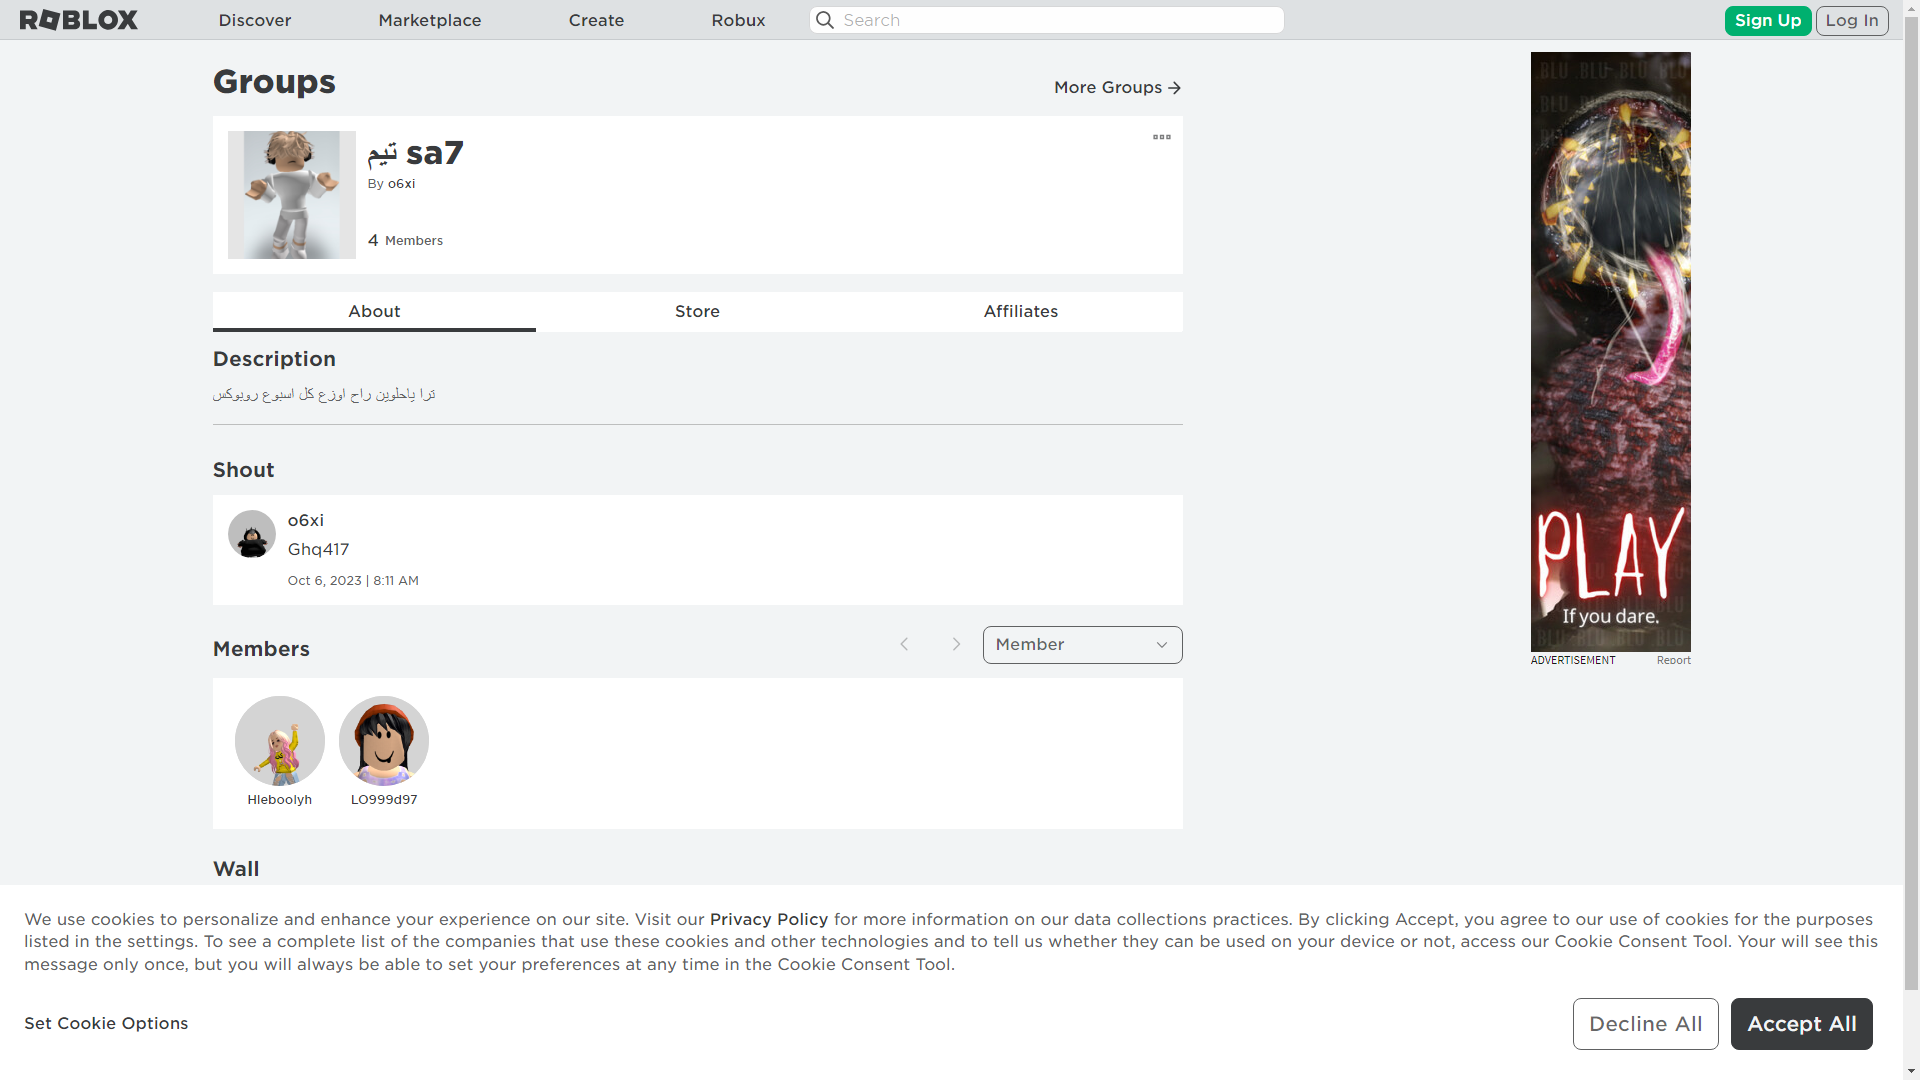 ROBLOX
Discover
Marketplace
Create
Robux
Search
Sign Up
Log In
Groups
More Groups
تيم sa7
By o6xi
4 Members
About
Store
Affiliates
Description
ترا ياحلوين راح اوزع كل اسبوع روبوكس
Shout
o6xi
Ghq417
Oct 6, 2023 | 8:11 AM
Members
Member
Hleboolyh
LO999d97
Wall
PLAY
If you dare.
ADVERTISEMENT
Report
We use cookies to personalize and enhance your experience on our site. Visit our Privacy Policy for more information on our data collections practices. By clicking Accept, you agree to our use of cookies for the purposes
listed in the settings. To see a complete list of the companies that use these cookies and other technologies and to tell us whether they can be used on your device or not, access our Cookie Consent Tool. Your will see this
message only once, but you will always be able to set your preferences at any time in the Cookie Consent Tool.
Set Cookie Options
Decline All
Accept All